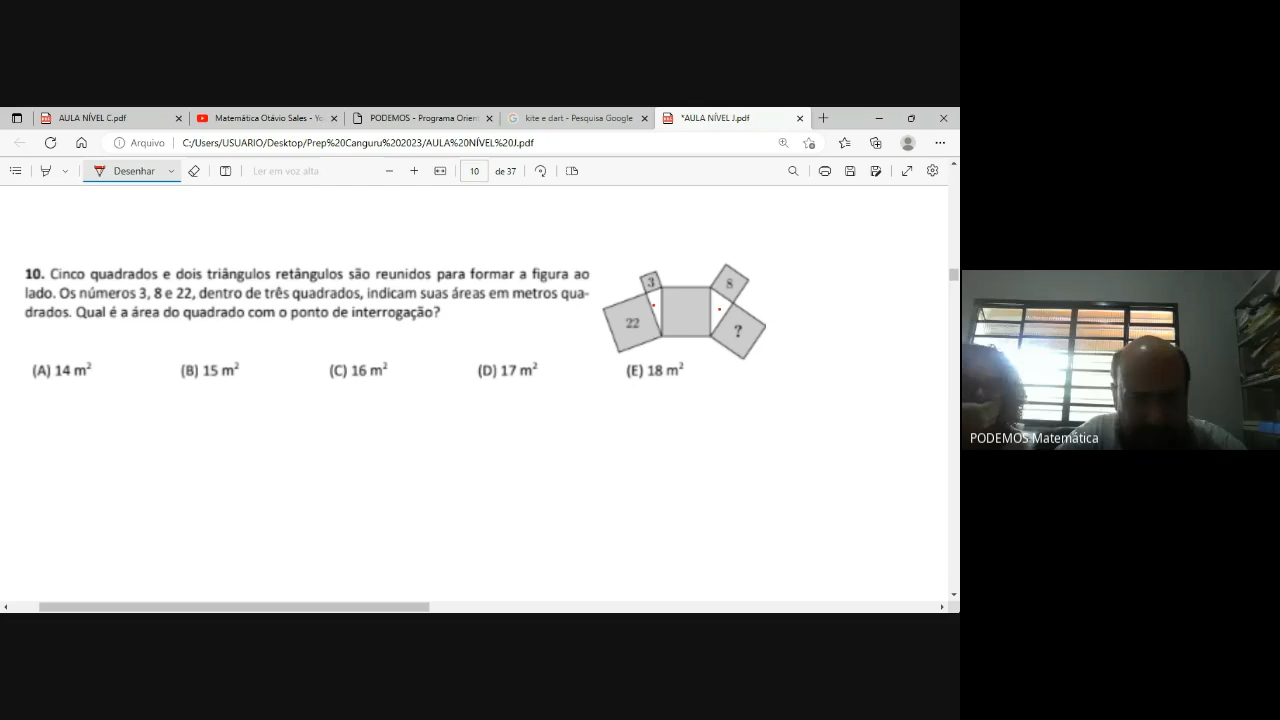 AULA NÍVEL C.pdf
Matemática Otávio Sales - Yo
PODEMOS - Programa Orien
kite e dart - Pesquisa Google
*AULA NÍVEL J.pdf
Arquivo
C:/Users/USUARIO/Desktop/Prep%20Canguru%202023/AULA%20NÍVEL%20J.pdf
Desenhar
Ler em voz alta
10
de 37
10. Cinco quadrados e dois triângulos retângulos são reunidos para formar a figura ao
lado. Os números 3, 8 e 22, dentro de três quadrados, indicam suas áreas em metros qua-
drados. Qual é a área do quadrado com o ponto de interrogação?
3
8
22
?
(A) 14 m²
(B) 15 m²
(C) 16 m²
(D) 17 m²
(E) 18 m²
PODEMOS Matemática